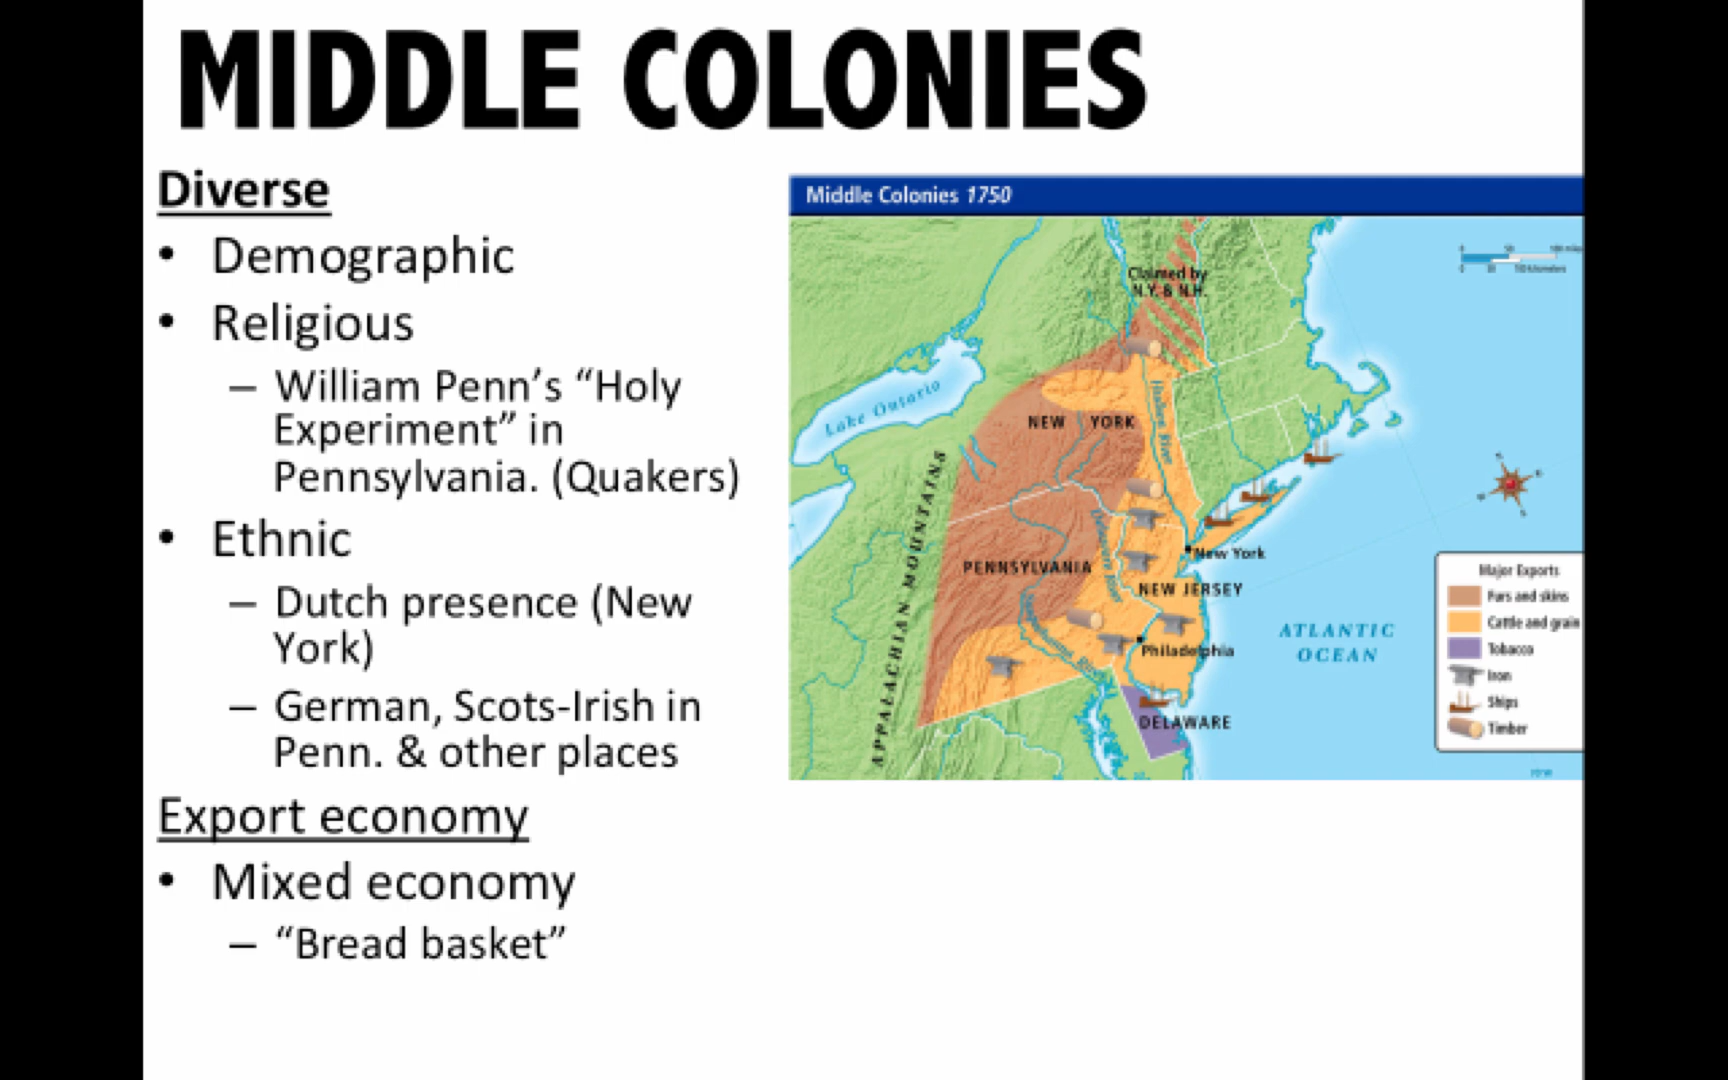 MIDDLE COLONIES
Diverse
• Demographic
• Religious
– William Penn’s “Holy
Experiment” in
Pennsylvania. (Quakers)
• Ethnic
– Dutch presence (New
York)
– German, Scots-Irish in
Penn. & other places
Export economy
• Mixed economy
– “Bread basket”
Middle Colonies 1750
Claimed by
N.Y. & N.H.
Lake Ontario
Hudson River
NEW YORK
APPALACHIAN MOUNTAINS
New York
PENNSYLVANIA
NEW JERSEY
Philadelphia
ATLANTIC
OCEAN
DELAWARE
Major Exports
Furs and skins
Cattle and grain
Tobacco
Iron
Ships
Timber